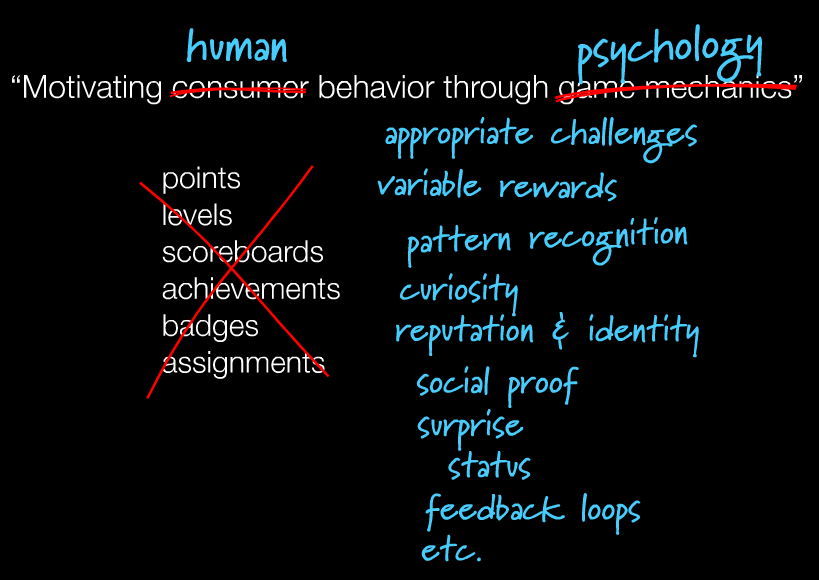 human psychology
“Motivating consumer behavior through game mechanics”
points
levels
scoreboards
achievements
badges
assignments
appropriate challenges
variable rewards
pattern recognition
curiosity
reputation & identity
social proof
surprise
status
feedback loops
etc.